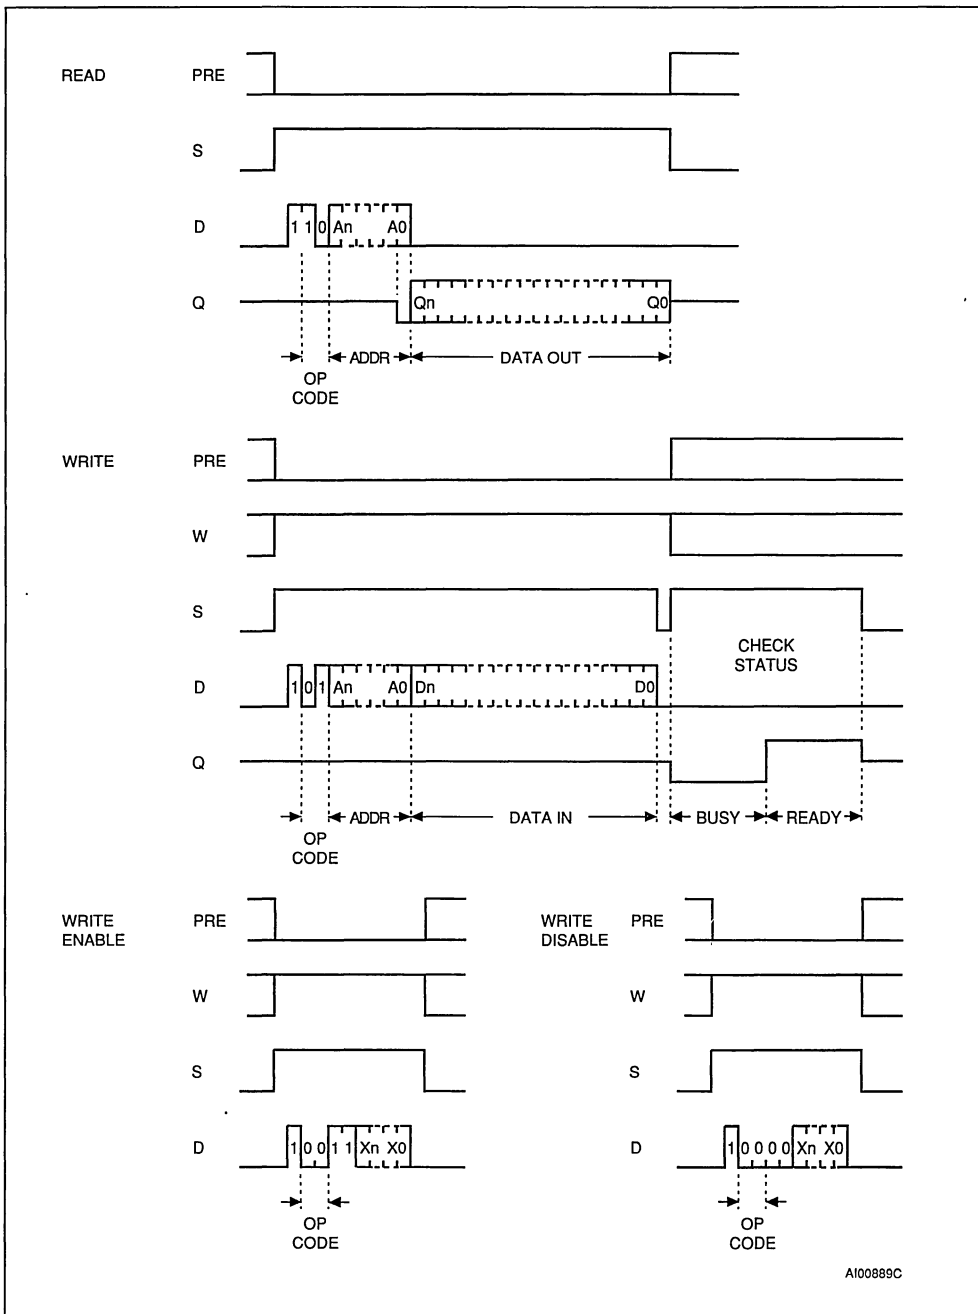 READ PRE
S
D 1 1 0 An A0
Q Qn Q0
ADDR DATA OUT
OP
CODE
WRITE PRE
W
S
CHECK
STATUS
D 1 0 1 An A0 Dn D0
Q
ADDR DATA IN BUSY READY
OP
CODE
WRITE
ENABLE
PRE
W
S
D 1 0 0 1 1 Xn X0
OP
CODE
WRITE
DISABLE
PRE
W
S
D 1 0 0 0 0 Xn X0
OP
CODE
AI00889C